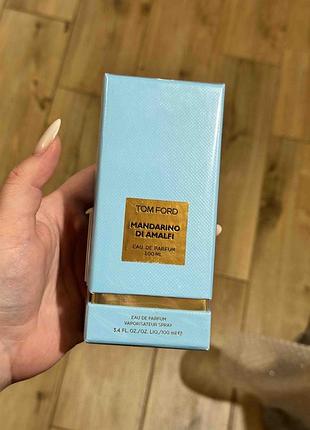 TOM FORD
MANDARINO
DI AMALFI
EAU DE PARFUM
100 ML
EAU DE PARFUM
VAPORISATEUR SPRAY
3.4 FL. OZ./OZ. LIQ./100 ml e